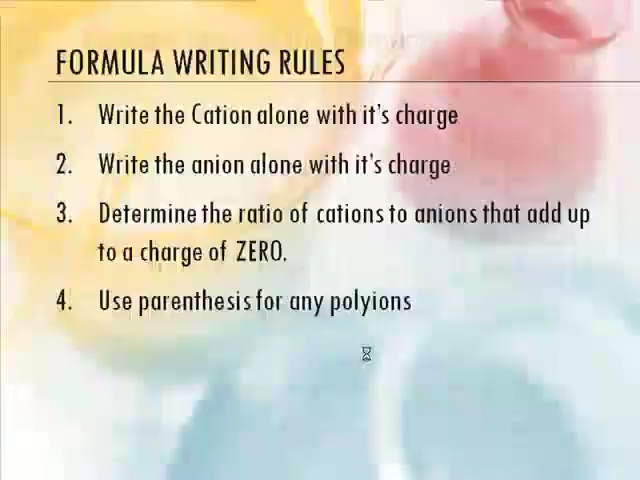 FORMULA WRITING RULES
1. Write the Cation alone with it's charge
2. Write the anion alone with it's charge
3. Determine the ratio of cations to anions that add up
to a charge of ZERO.
4. Use parenthesis for any polyions